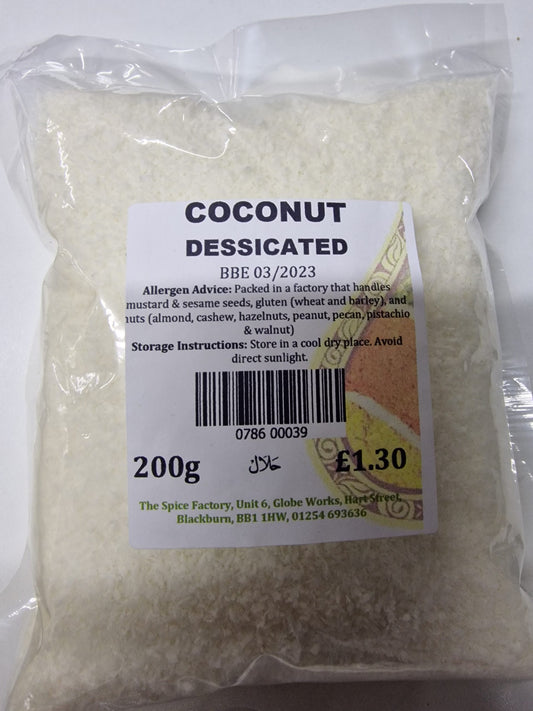 COCONUT
DESSICATED
BBE 03/2023
Allergen Advice: Packed in a factory that handles
mustard & sesame seeds, gluten (wheat and barley), and
nuts (almond, cashew, hazelnuts, peanut, pecan, pistachio
& walnut)
Storage Instructions: Store in a cool dry place. Avoid
direct sunlight.
0786 00039
200g حلال £1.30
The Spice Factory, Unit 6, Globe Works, Hart Street,
Blackburn, BB1 1HW, 01254 693636